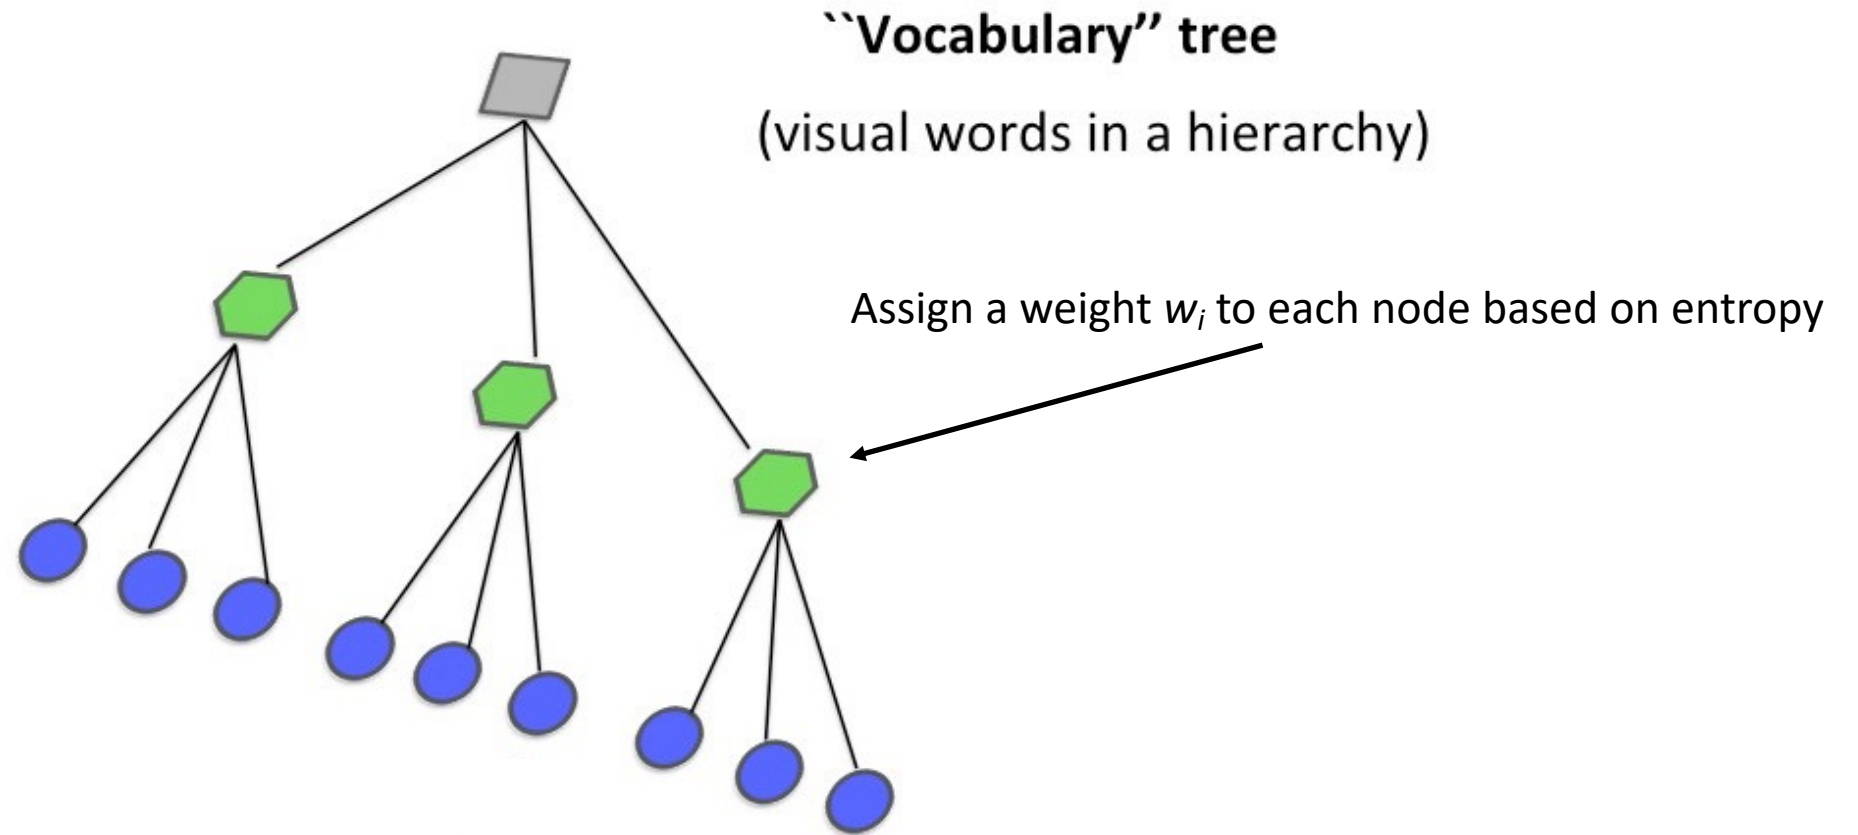 ``Vocabulary’’ tree
(visual words in a hierarchy)
Assign a weight wi to each node based on entropy